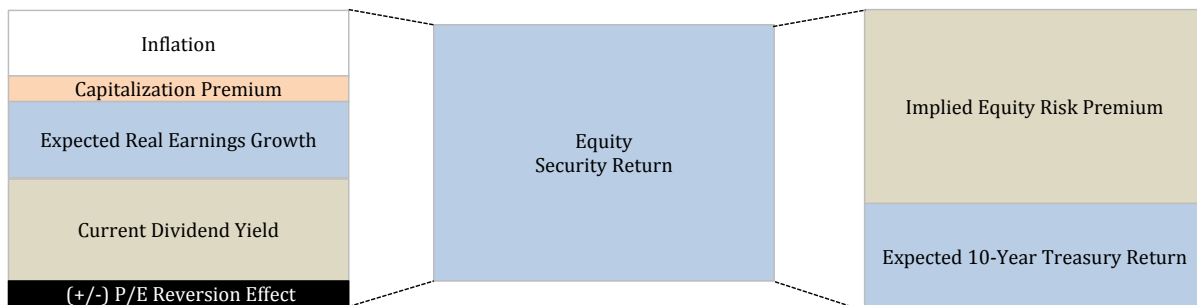 Inflation
Capitalization Premium
Expected Real Earnings Growth
Current Dividend Yield
(+/-) P/E Reversion Effect
Equity
Security Return
Implied Equity Risk Premium
Expected 10-Year Treasury Return